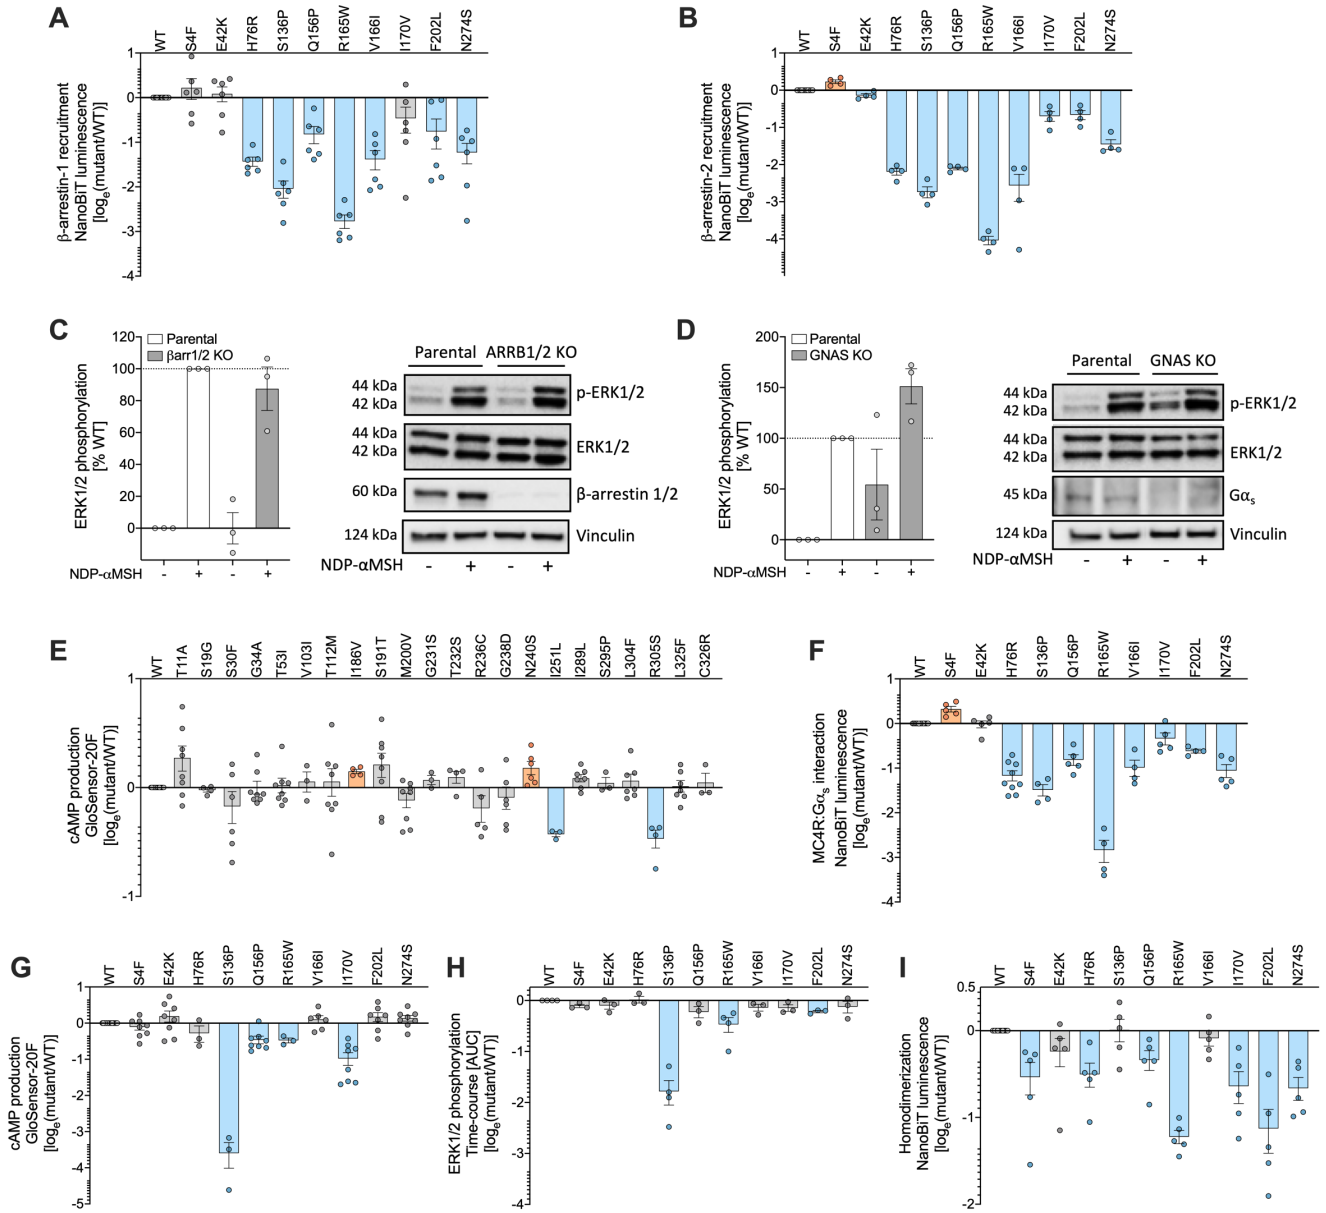 A
WT
S4F
E42K
H76R
S136P
Q156P
R165W
V166I
I170V
F202L
N274S
1
0
-1
-2
-3
-4
β-arrestin-1 recruitment
NanoBiT luminescence
[loge(mutant/WT)]
B
WT
S4F
E42K
H76R
S136P
Q156P
R165W
V166I
I170V
F202L
N274S
1
0
-1
-2
-3
-4
β-arrestin-2 recruitment
NanoBiT luminescence
[loge(mutant/WT)]
C
Parental
βarr1/2 KO
120
100
80
60
40
20
0
ERK1/2 phosphorylation
[% WT]
NDP-αMSH - + - +
Parental ARRB1/2 KO
44 kDa
42 kDa
p-ERK1/2
44 kDa
42 kDa
ERK1/2
60 kDa
β-arrestin 1/2
124 kDa
Vinculin
NDP-αMSH - + - +
D
Parental
GNAS KO
200
150
100
50
0
ERK1/2 phosphorylation
[% WT]
NDP-αMSH - + - +
Parental GNAS KO
44 kDa
42 kDa
p-ERK1/2
44 kDa
42 kDa
ERK1/2
45 kDa
Gαs
124 kDa
Vinculin
NDP-αMSH - + - +
E
WT
T11A
S19G
S30F
G34A
T53I
V103I
T112M
I186V
S191T
M200V
G231S
T232S
R236C
G238D
N240S
I251L
I289L
S295P
L304F
R305S
L325F
C326R
1
0
-1
cAMP production
GloSensor-20F
[loge(mutant/WT)]
F
WT
S4F
E42K
H76R
S136P
Q156P
R165W
V166I
I170V
F202L
N274S
1
0
-1
-2
-3
-4
MC4R:Gαs interaction
NanoBiT luminescence
[loge(mutant/WT)]
G
WT
S4F
E42K
H76R
S136P
Q156P
R165W
V166I
I170V
F202L
N274S
1
0
-1
-2
-3
-4
-5
cAMP production
GloSensor-20F
[loge(mutant/WT)]
H
WT
S4F
E42K
H76R
S136P
Q156P
R165W
V166I
I170V
F202L
N274S
0
-1
-2
-3
-4
ERK1/2 phosphorylation
Time-course [AUC]
[loge(mutant/WT)]
I
WT
S4F
E42K
H76R
S136P
Q156P
R165W
V166I
I170V
F202L
N274S
0.5
0
-1
-2
Homodimerization
NanoBiT luminescence
[loge(mutant/WT)]